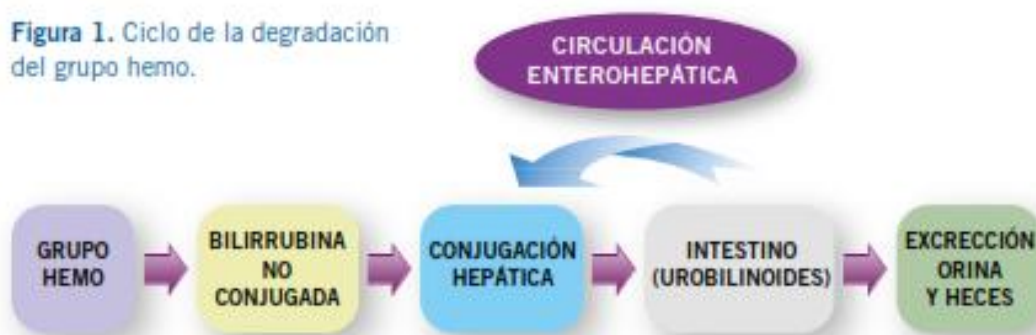 Figura 1. Ciclo de la degradación
del grupo hemo.
CIRCULACIÓN
ENTEROHEPÁTICA
GRUPO
HEMO
BILIRRUBINA
NO
CONJUGADA
CONJUGACIÓN
HEPÁTICA
INTESTINO
(UROBILINOIDES)
EXCRECCIÓN
ORINA
Y HECES